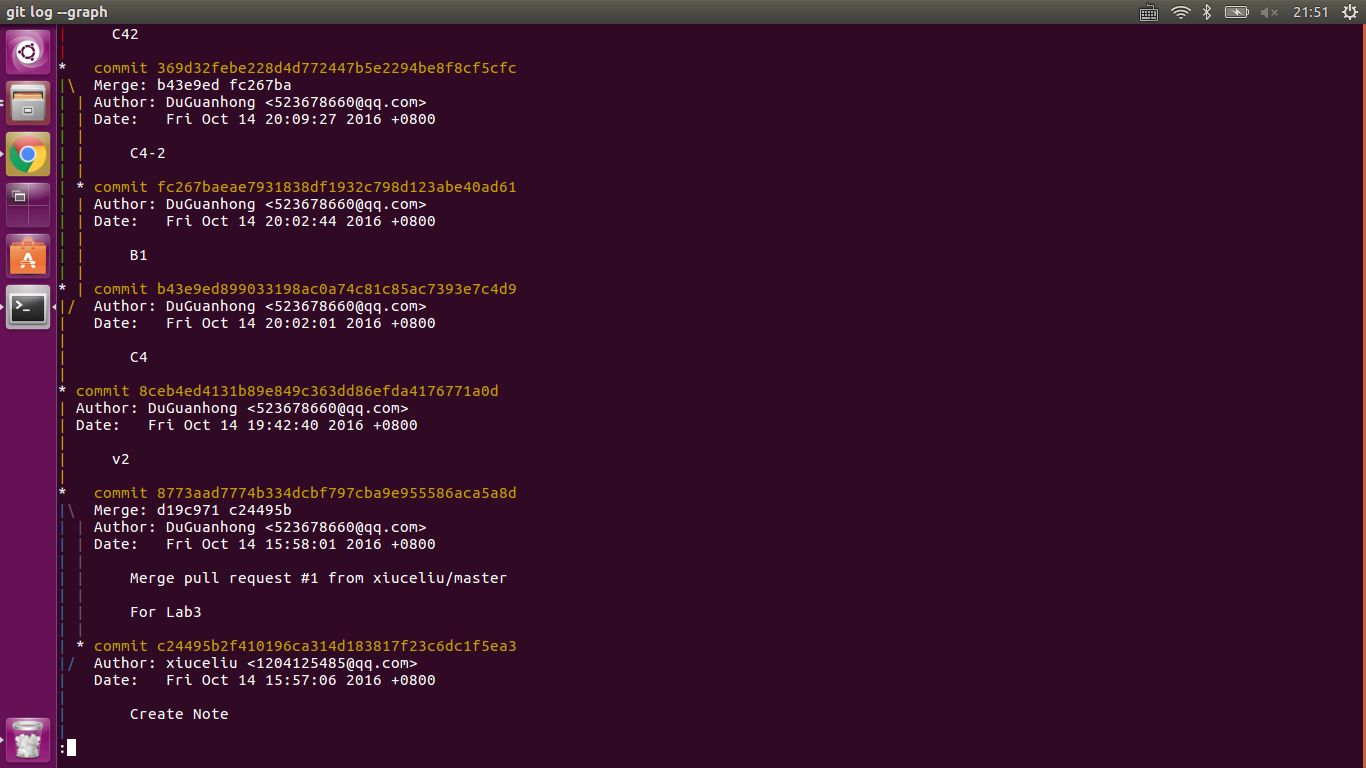 git log --graph
21:51
| C42
|
* commit 369d32febe228d4d772447b5e2294be8f8cf5cfc
|\ Merge: b43e9ed fc267ba
| | Author: DuGuanhong <523678660@qq.com>
| | Date: Fri Oct 14 20:09:27 2016 +0800
| |
| | C4-2
| |
| * commit fc267baeae7931838df1932c798d123abe40ad61
| | Author: DuGuanhong <523678660@qq.com>
| | Date: Fri Oct 14 20:02:44 2016 +0800
| |
| | B1
| |
* | commit b43e9ed899033198ac0a74c81c85ac7393e7c4d9
|/ Author: DuGuanhong <523678660@qq.com>
| Date: Fri Oct 14 20:02:01 2016 +0800
|
| C4
|
* commit 8ceb4ed4131b89e849c363dd86efda4176771a0d
| Author: DuGuanhong <523678660@qq.com>
| Date: Fri Oct 14 19:42:40 2016 +0800
|
| v2
|
* commit 8773aad7774b334dcbf797cba9e955586aca5a8d
|\ Merge: d19c971 c24495b
| | Author: DuGuanhong <523678660@qq.com>
| | Date: Fri Oct 14 15:58:01 2016 +0800
| |
| | Merge pull request #1 from xiuceliu/master
| |
| | For Lab3
| |
| * commit c24495b2f410196ca314d183817f23c6dc1f5ea3
|/ Author: xiuceliu <1204125485@qq.com>
| Date: Fri Oct 14 15:57:06 2016 +0800
|
| Create Note
|
: